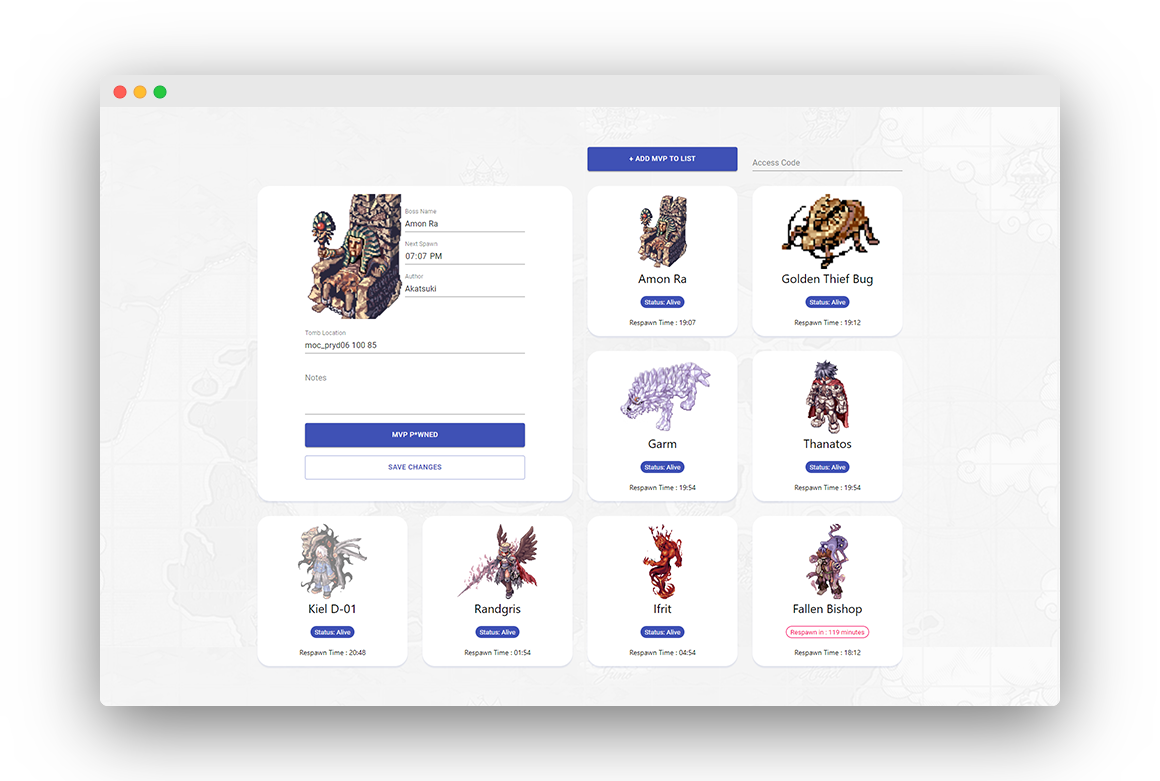 + ADD MVP TO LIST
Access Code
Boss Name
Amon Ra
Next Spawn
07:07 PM
Author
Akatsuki
Tomb Location
moc_pryd06 100 85
Notes
MVP P*WNED
SAVE CHANGES
Amon Ra
Status: Alive
Respawn Time : 19:07
Golden Thief Bug
Status: Alive
Respawn Time : 19:12
Garm
Status: Alive
Respawn Time : 19:54
Thanatos
Status: Alive
Respawn Time : 19:54
Kiel D-01
Status: Alive
Respawn Time : 20:48
Randgris
Status: Alive
Respawn Time : 01:54
Ifrit
Status: Alive
Respawn Time : 04:54
Fallen Bishop
Respawn in : 119 minutes
Respawn Time : 18:12